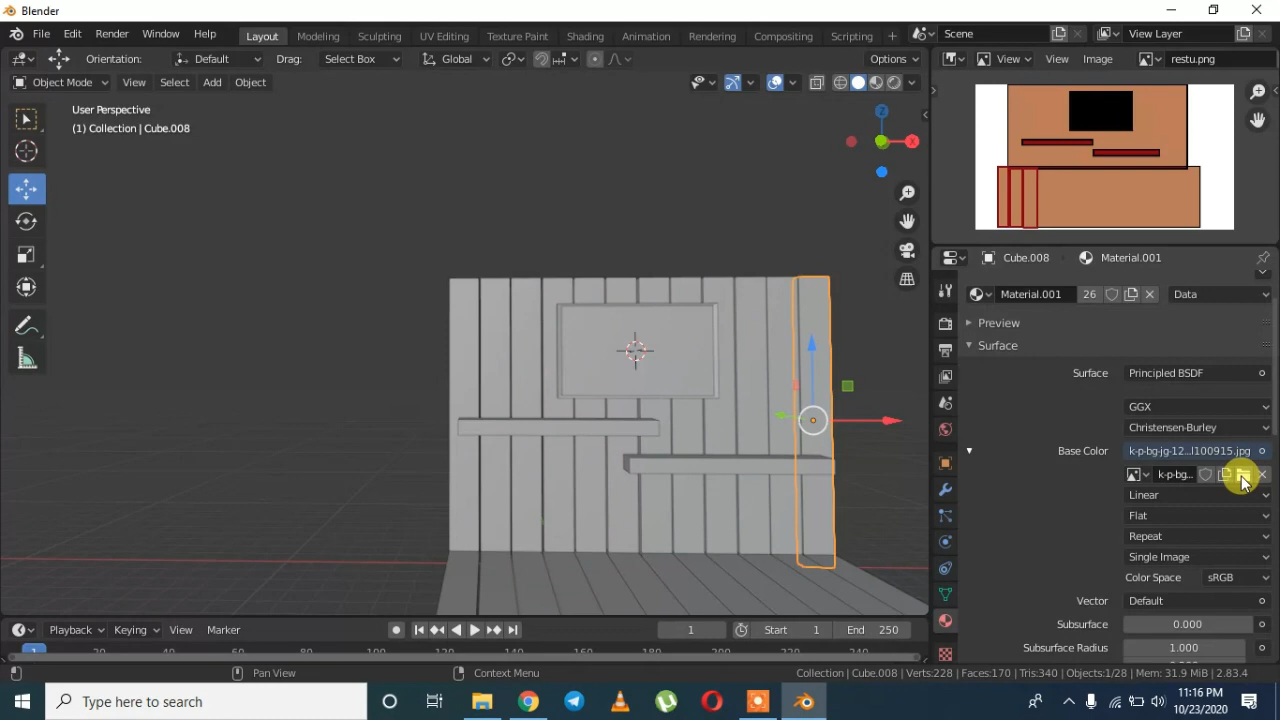 Blender
File Edit Render Window Help Layout Modeling Sculpting UV Editing Texture Paint Shading Animation Rendering Compositing Scripting Scene View Layer
Orientation: Default Drag: Select Box Global Options View View Image restu.png
Object Mode View Select Add Object
User Perspective
(1) Collection | Cube.008
Z
X
Cube.008 Material.001
Material.001 26 Data
Preview
Surface
Surface Principled BSDF
GGX
Christensen-Burley
Base Color k-p-bg-jg-12...l100915.jpg
k-p-bg...
Linear
Flat
Repeat
Single Image
Color Space sRGB
Vector Default
Subsurface 0.000
Subsurface Radius 1.000
Playback Keying View Marker 1 Start 1 End 250
Pan View Context Menu Collection | Cube.008 | Verts:228 | Faces:170 | Tris:340 | Objects:1/28 | Mem: 31.9 MiB | 2.83.4
Type here to search 11:16 PM
10/23/2020